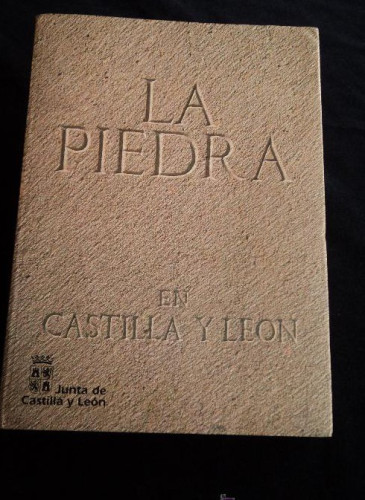 LA
PIEDRA
EN
CASTILLA Y LEON
Junta de
Castilla y León